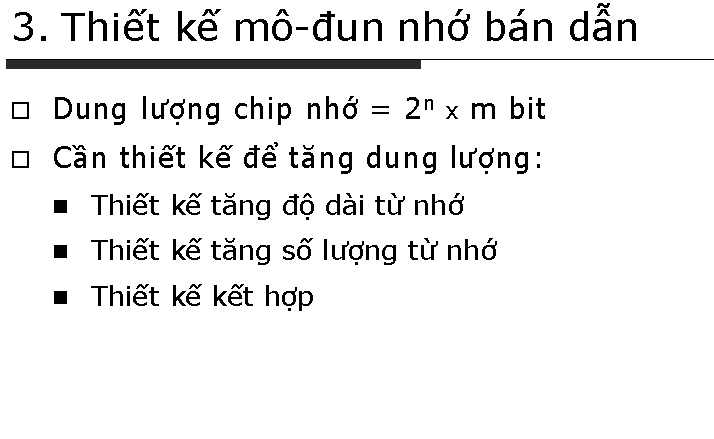 3. Thiết kế mô-đun nhớ bán dẫn
Dung lượng chip nhớ = 2ⁿ x m bit
Cần thiết kế để tăng dung lượng:
Thiết kế tăng độ dài từ nhớ
Thiết kế tăng số lượng từ nhớ
Thiết kế kết hợp